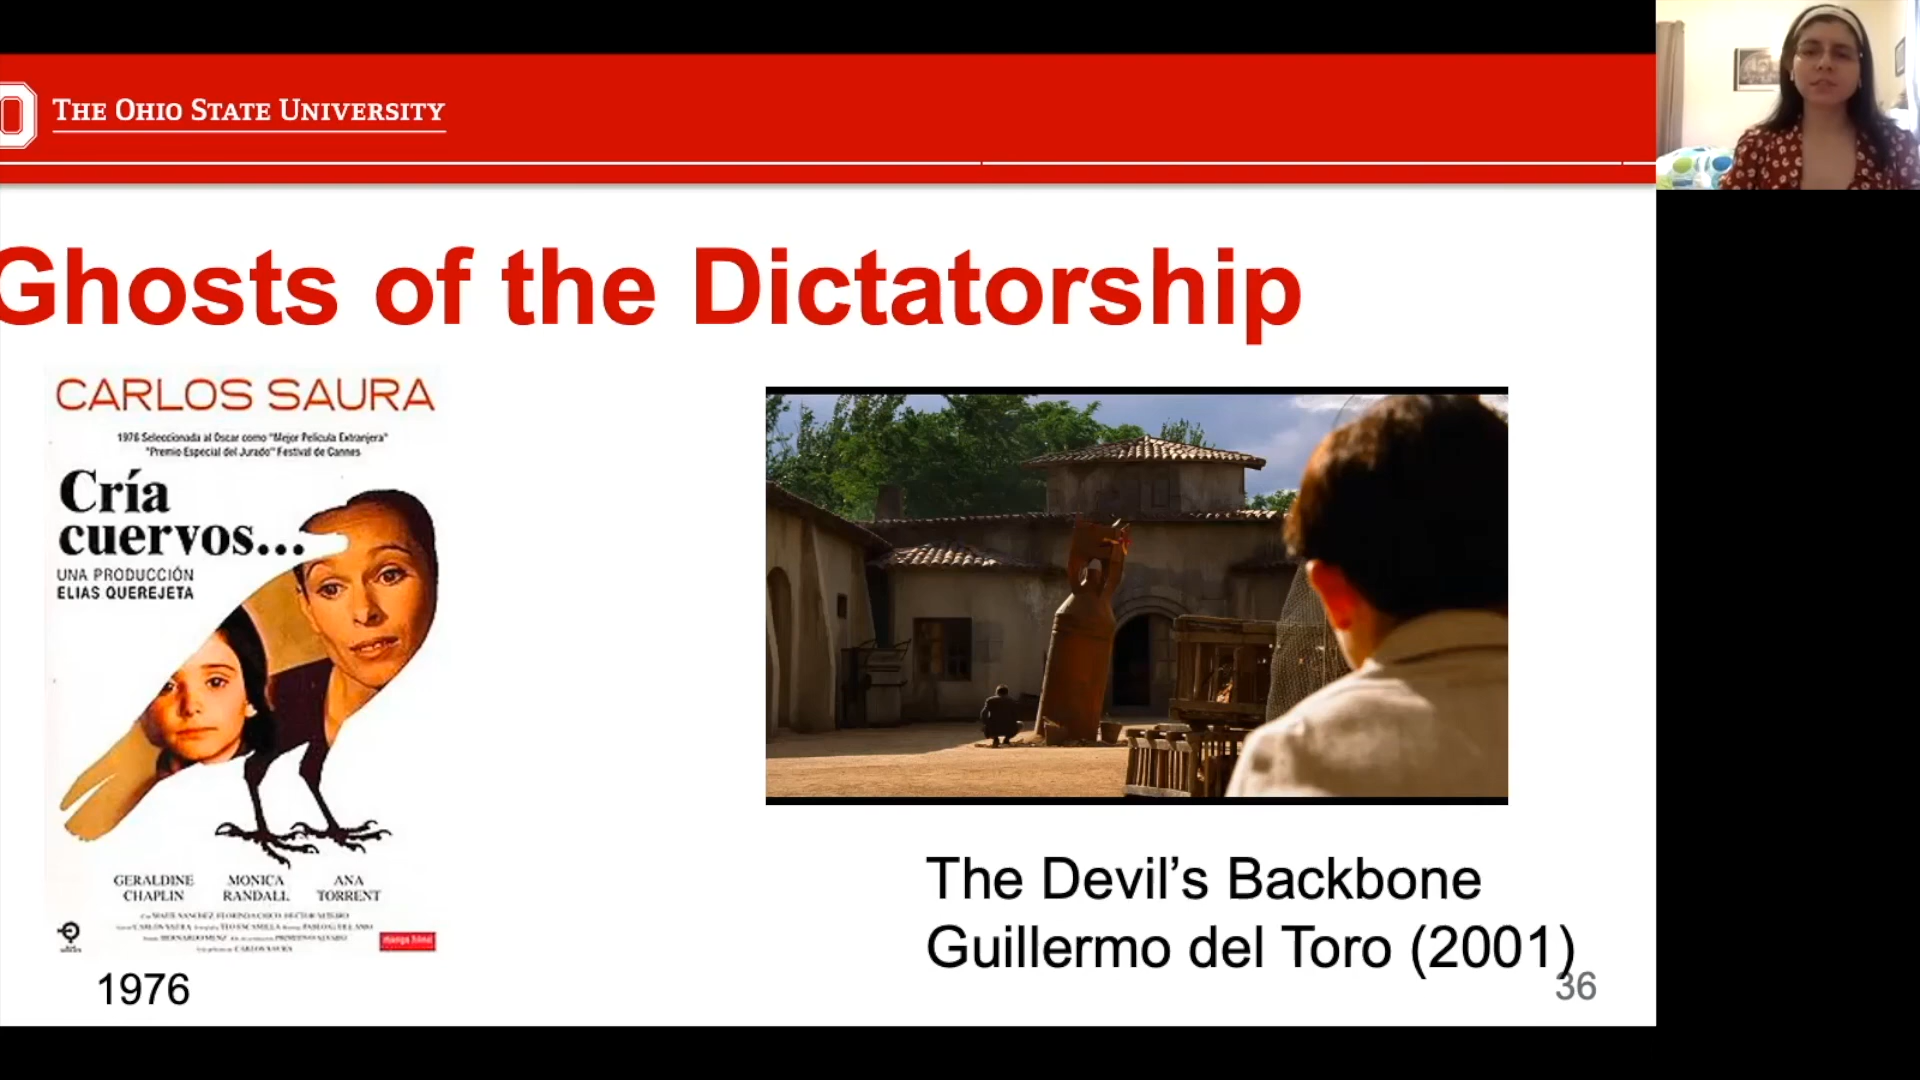 THE OHIO STATE UNIVERSITY
Ghosts of the Dictatorship
CARLOS SAURA
1976 Seleccionada al Oscar como "Mejor Película Extranjera"
"Premio Especial del Jurado" Festival de Cannes
Cría
cuervos...
UNA PRODUCCIÓN
ELIAS QUEREJETA
GERALDINE CHAPLIN
MONICA RANDALL
ANA TORRENT
manga films
1976
The Devil’s Backbone
Guillermo del Toro (2001)
36